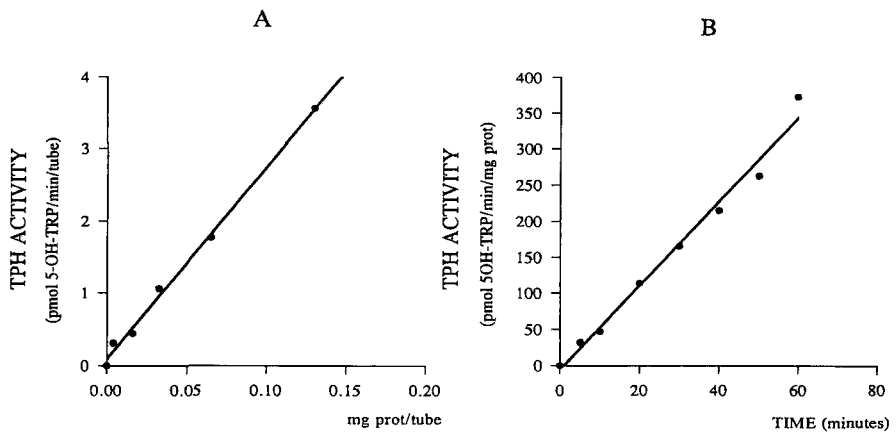 A
TPH ACTIVITY
(pmol 5-OH-TRP/min/tube)
4
3
2
1
0
0.00 0.05 0.10 0.15 0.20
mg prot/tube
B
TPH ACTIVITY
(pmol 5OH-TRP/min/mg prot)
400
350
300
250
200
150
100
50
0
0 20 40 60 80
TIME (minutes)